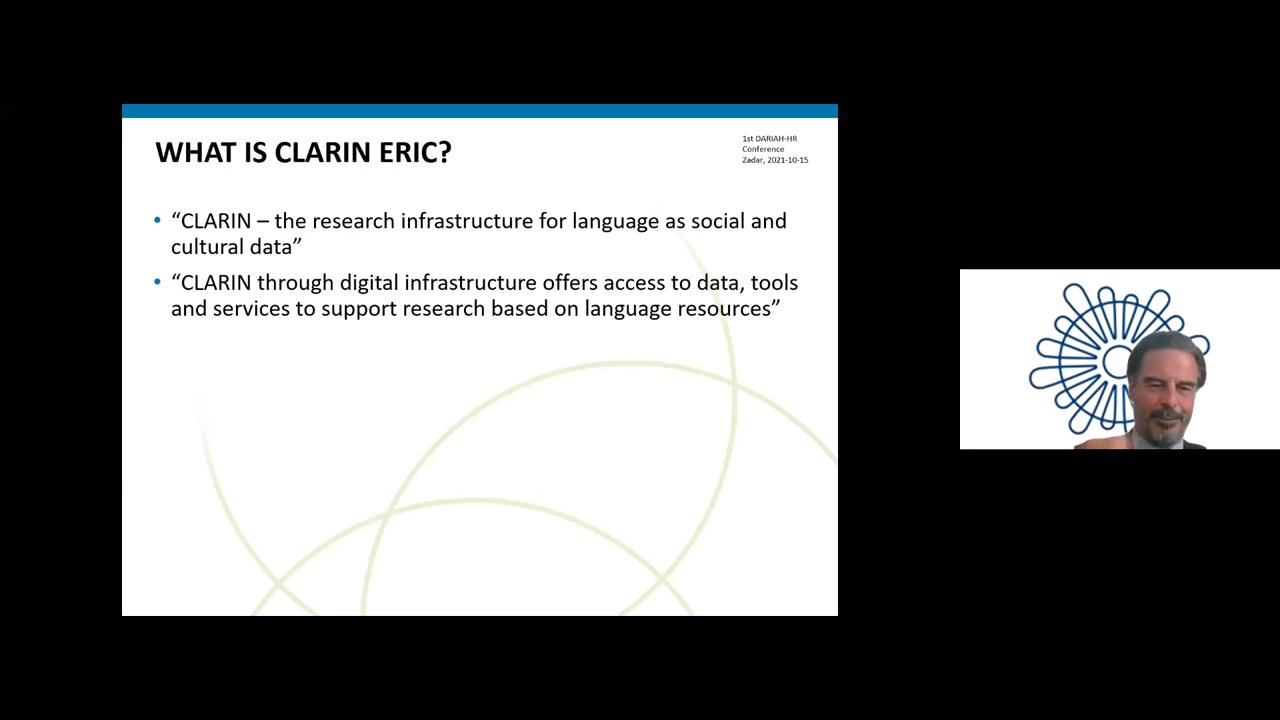 WHAT IS CLARIN ERIC?
1st DARIAH-HR
Conference
Zadar, 2021-10-15
• “CLARIN – the research infrastructure for language as social and
cultural data”
• “CLARIN through digital infrastructure offers access to data, tools
and services to support research based on language resources”